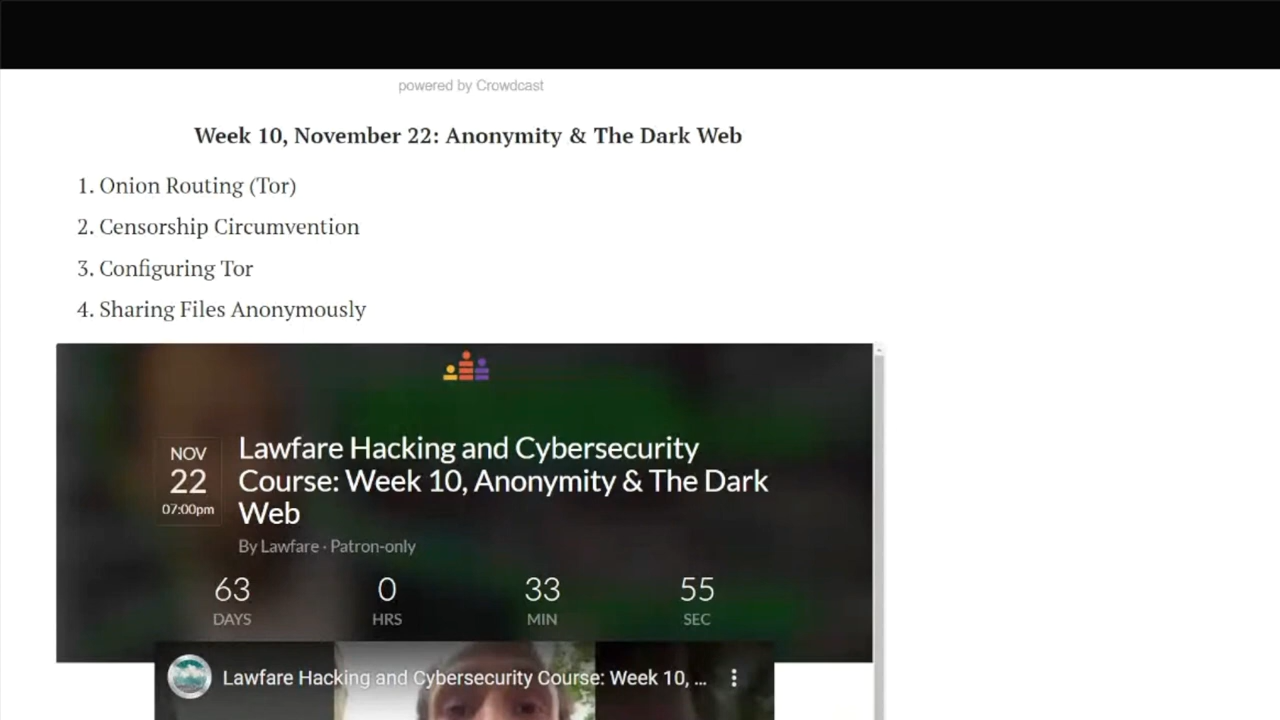 powered by Crowdcast
Week 10, November 22: Anonymity & The Dark Web
1. Onion Routing (Tor)
2. Censorship Circumvention
3. Configuring Tor
4. Sharing Files Anonymously
NOV
22
07:00pm
Lawfare Hacking and Cybersecurity
Course: Week 10, Anonymity & The Dark
Web
By Lawfare · Patron-only
63 0 33 55
DAYS HRS MIN SEC
Lawfare Hacking and Cybersecurity Course: Week 10, ...